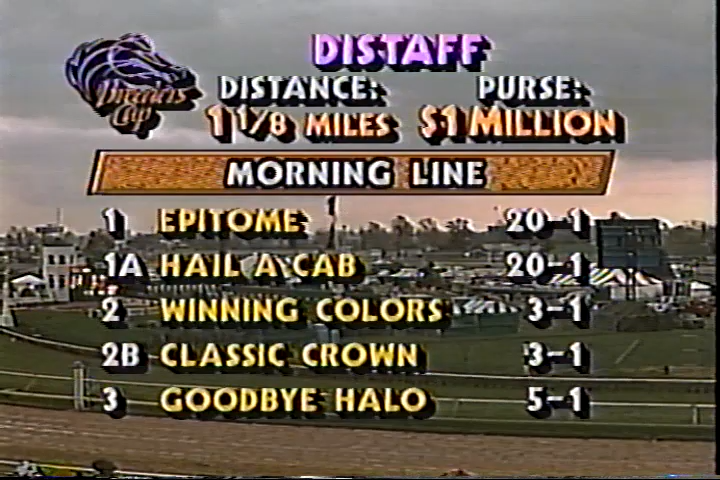 Breeders Cup
DISTAFF
DISTANCE: PURSE:
1 1/8 MILES $1 MILLION
MORNING LINE
1 EPITOME 20-1
1A HAIL A CAB 20-1
2 WINNING COLORS 3-1
2B CLASSIC CROWN 3-1
3 GOODBYE HALO 5-1